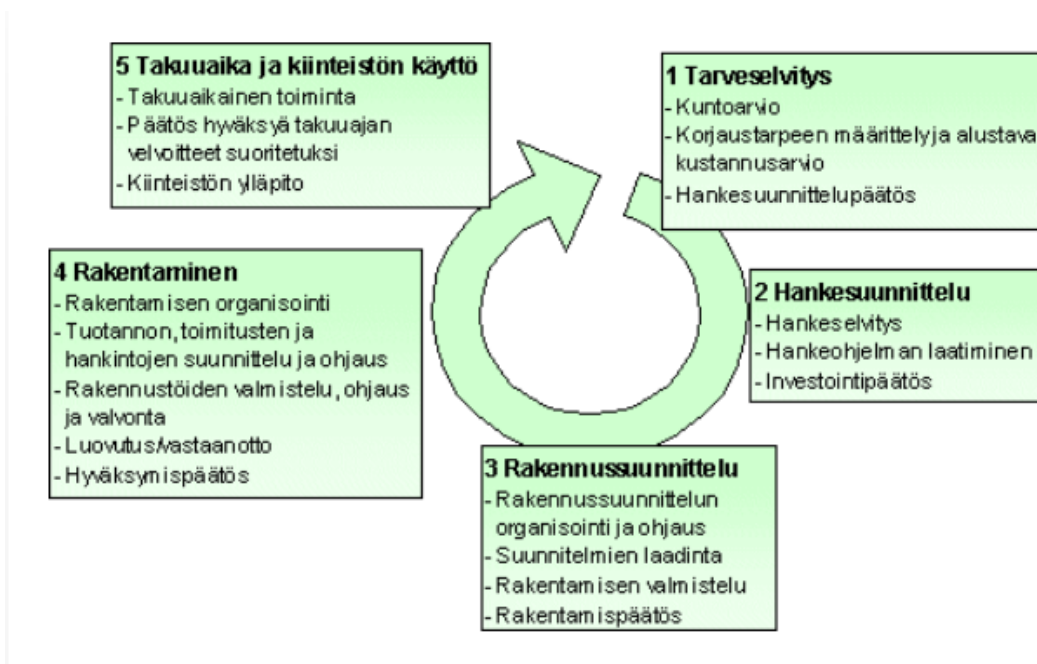 1 Tarveselvitys
- Kuntoarvio
- Korjaustarpeen määrittely ja alustava
kustannusarvio
- Hankesuunnittelupäätös
2 Hankesuunnittelu
- Hankeselvitys
- Hankeohjelman laatiminen
- Investointipäätös
3 Rakennussuunnittelu
- Rakennussuunnittelun
organisointi ja ohjaus
- Suunnitelmien laadinta
- Rakentamisen valmistelu
- Rakentamispäätös
4 Rakentaminen
- Rakentamisen organisointi
- Tuotannon, toimitusten ja
hankintojen suunnittelu ja ohjaus
- Rakennustöiden valmistelu, ohjaus
ja valvonta
- Luovutus/vastaanotto
- Hyväksymispäätös
5 Takuuaika ja kiinteistön käyttö
- Takuuaikainen toiminta
- Päätös hyväksyä takuuajan
velvoitteet suoritetuksi
- Kiinteistön ylläpito